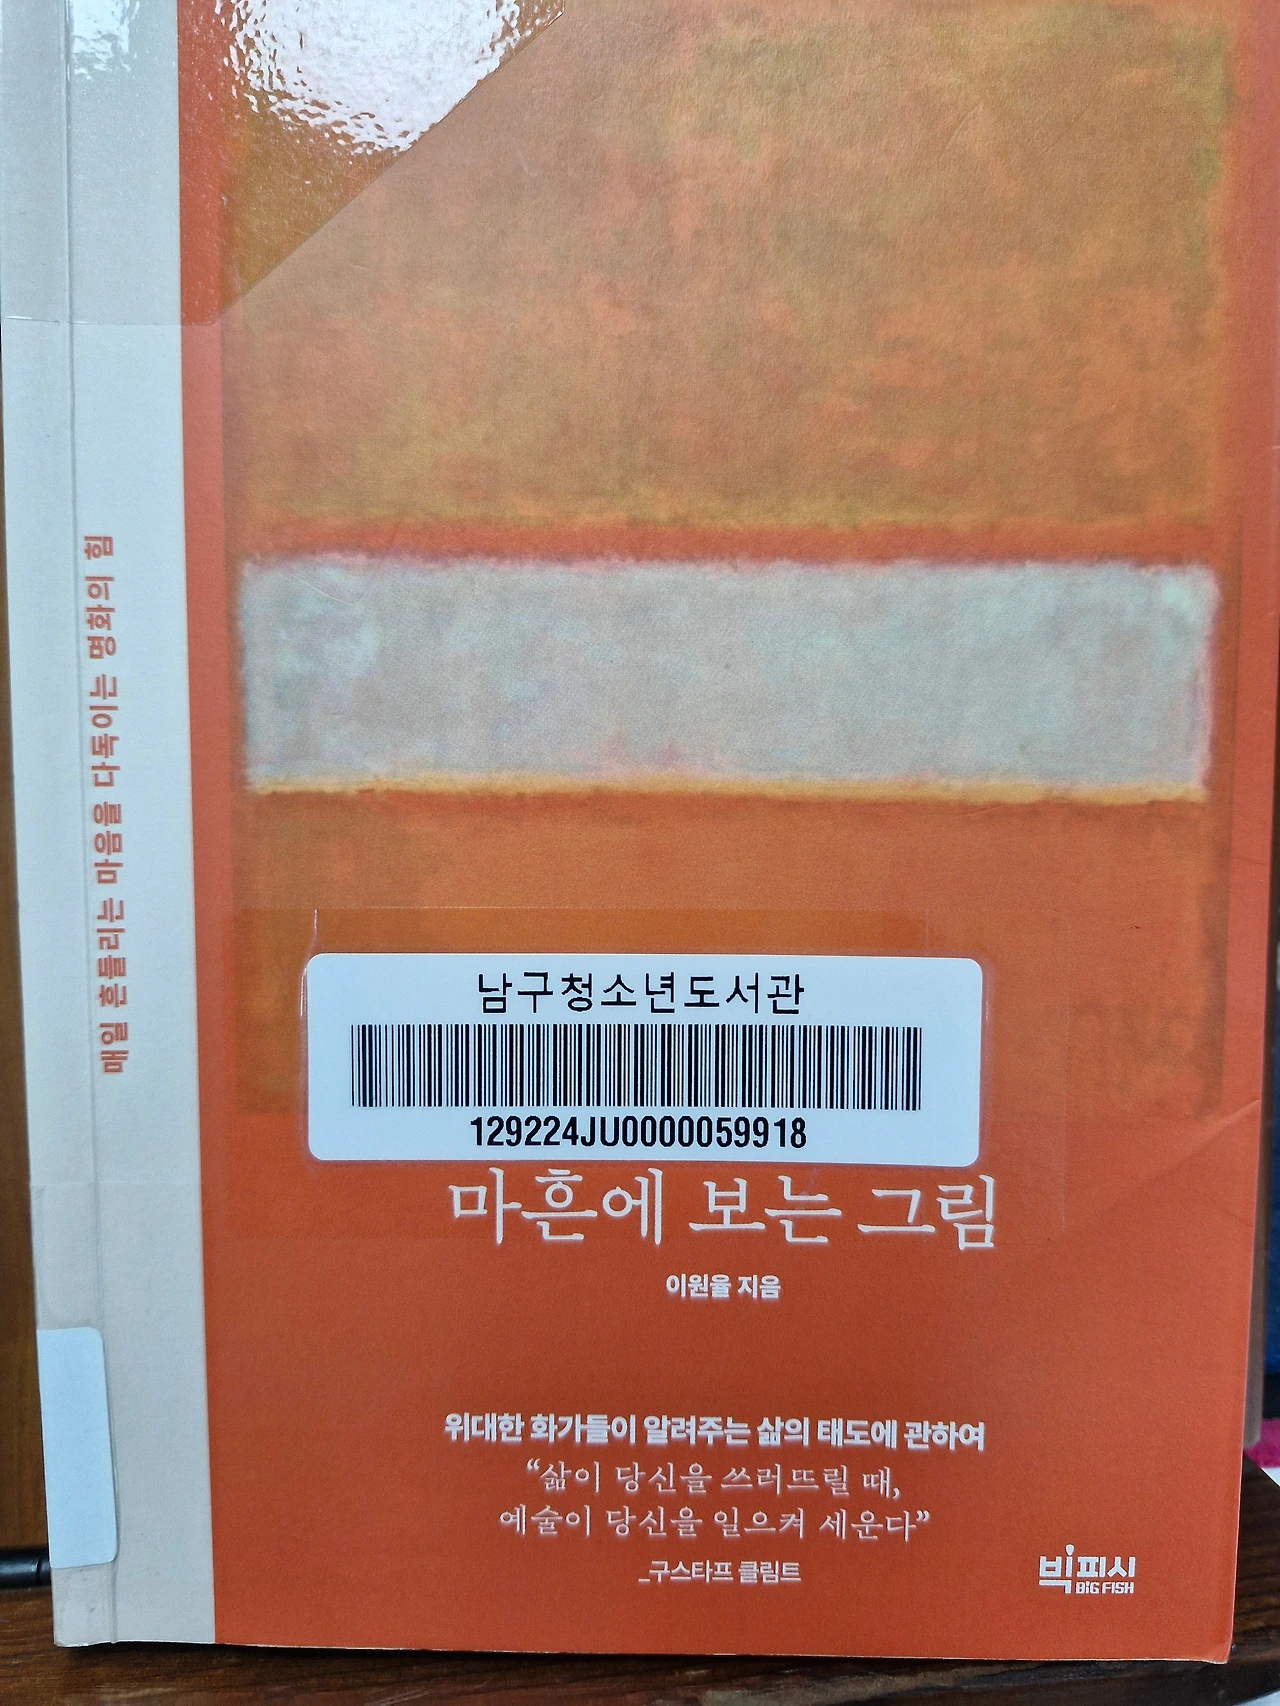 매일 흔들리는 마음을 다독이는 명화의 힘
남구청소년도서관
129224JU0000059918
마흔에 보는 그림
이원율 지음
위대한 화가들이 알려주는 삶의 태도에 관하여
“삶이 당신을 쓰러뜨릴 때,
예술이 당신을 일으켜 세운다”
_구스타프 클림트
빅피시
BIG FISH